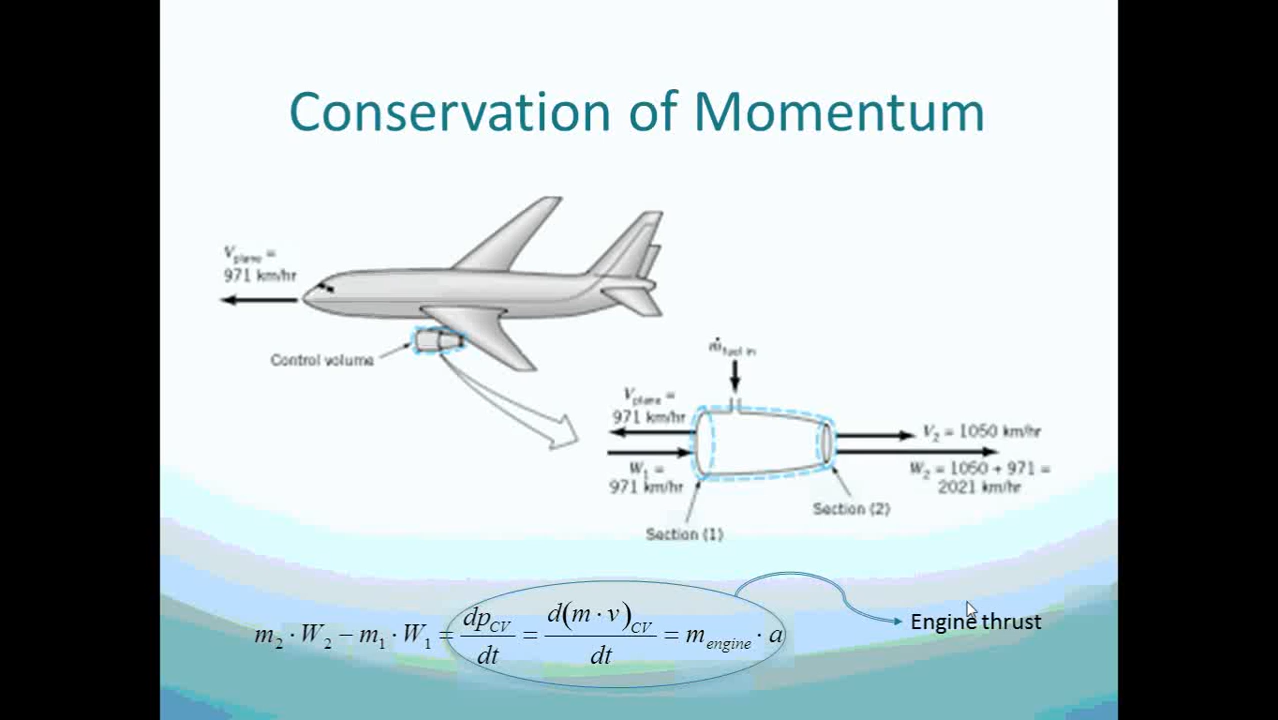 Conservation of Momentum
V_plane =
971 km/hr
Control volume
ṁ_fuel in
V_plane =
971 km/hr
W_1 =
971 km/hr
V_2 = 1050 km/hr
W_2 = 1050 + 971 =
2021 km/hr
Section (2)
Section (1)
m_2 · W_2 − m_1 · W_1 = dp_CV/dt = d(m · v)_CV/dt = m_engine · a
Engine thrust